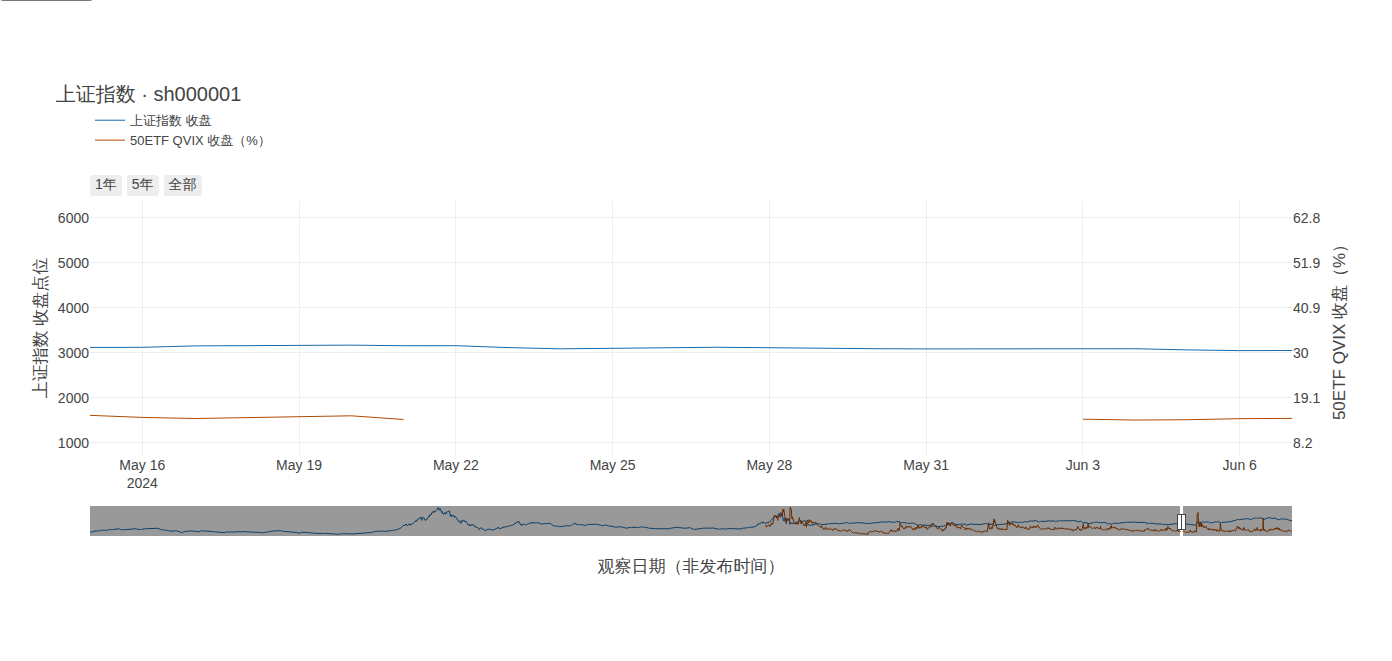 上证指数 · sh000001
上证指数 收盘
50ETF QVIX 收盘（%）
1年 5年 全部
6000
5000
4000
3000
2000
1000
上证指数 收盘点位
62.8
51.9
40.9
30
19.1
8.2
50ETF QVIX 收盘（%）
May 16 May 19 May 22 May 25 May 28 May 31 Jun 3 Jun 6
2024
观察日期（非发布时间）